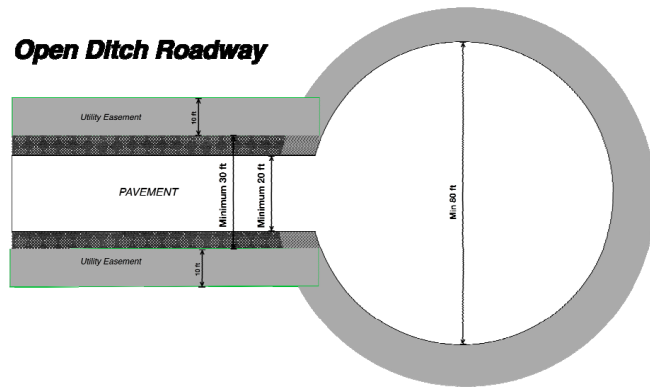 Open Ditch Roadway
Utility Easement
10 ft
PAVEMENT
Minimum 30 ft
Minimum 20 ft
Min 80 ft
Utility Easement
10 ft